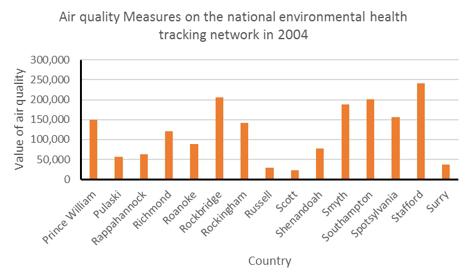 Air quality Measures on the national environmental health
tracking network in 2004
Value of air quality
300,000
250,000
200,000
150,000
100,000
50,000
0
Prince William
Pulaski
Rappahannock
Richmond
Roanoke
Rockbridge
Rockingham
Russell
Scott
Shenandoah
Smyth
Southampton
Spotsylvania
Stafford
Surry
Country